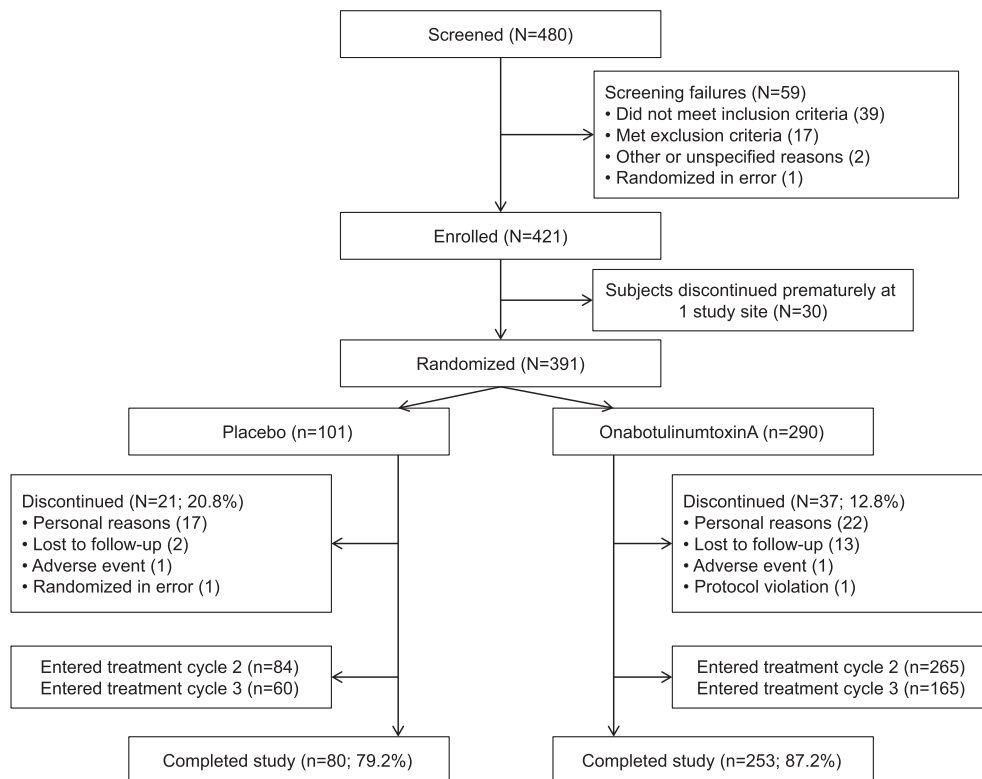 Screened (N=480)
Screening failures (N=59)
• Did not meet inclusion criteria (39)
• Met exclusion criteria (17)
• Other or unspecified reasons (2)
• Randomized in error (1)
Enrolled (N=421)
Subjects discontinued prematurely at
1 study site (N=30)
Randomized (N=391)
Placebo (n=101)
OnabotulinumtoxinA (n=290)
Discontinued (N=21; 20.8%)
• Personal reasons (17)
• Lost to follow-up (2)
• Adverse event (1)
• Randomized in error (1)
Discontinued (N=37; 12.8%)
• Personal reasons (22)
• Lost to follow-up (13)
• Adverse event (1)
• Protocol violation (1)
Entered treatment cycle 2 (n=84)
Entered treatment cycle 3 (n=60)
Entered treatment cycle 2 (n=265)
Entered treatment cycle 3 (n=165)
Completed study (n=80; 79.2%)
Completed study (n=253; 87.2%)